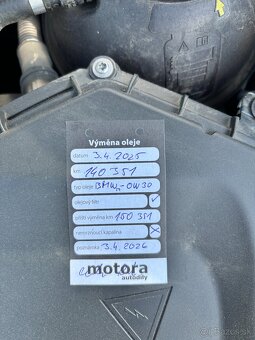 Výměna oleje
datum 3.4.2025
km 140 351
typ oleje BMW - 0W30
olejový filtr ✓
příští výměna km 150 351
nemrznoucí kapalina ✗
poznámka 3.4.2026
motora
autodíly